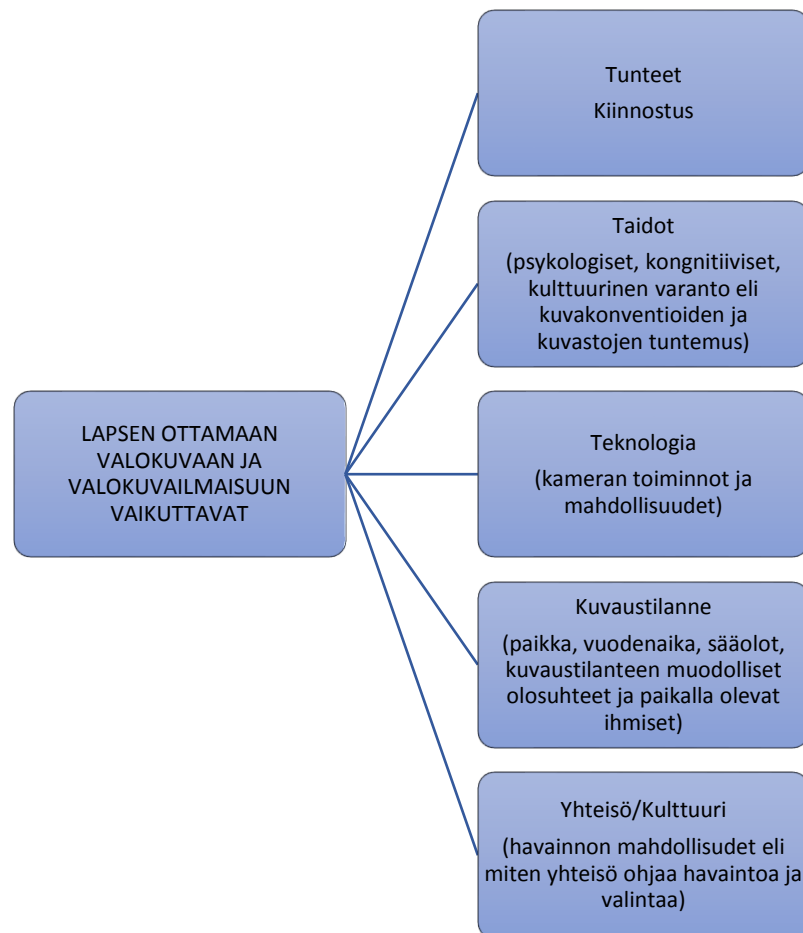 Tunteet
Kiinnostus
Taidot
(psykologiset, kongnitiiviset,
kulttuurinen varanto eli
kuvakonventioiden ja
kuvastojen tuntemus)
LAPSEN OTTAMAAN
VALOKUVAAN JA
VALOKUVAILMAISUUN
VAIKUTTAVAT
Teknologia
(kameran toiminnot ja
mahdollisuudet)
Kuvaustilanne
(paikka, vuodenaika, sääolot,
kuvaustilanteen muodolliset
olosuhteet ja paikalla olevat
ihmiset)
Yhteisö/Kulttuuri
(havainnon mahdollisudet eli
miten yhteisö ohjaa havaintoa ja
valintaa)